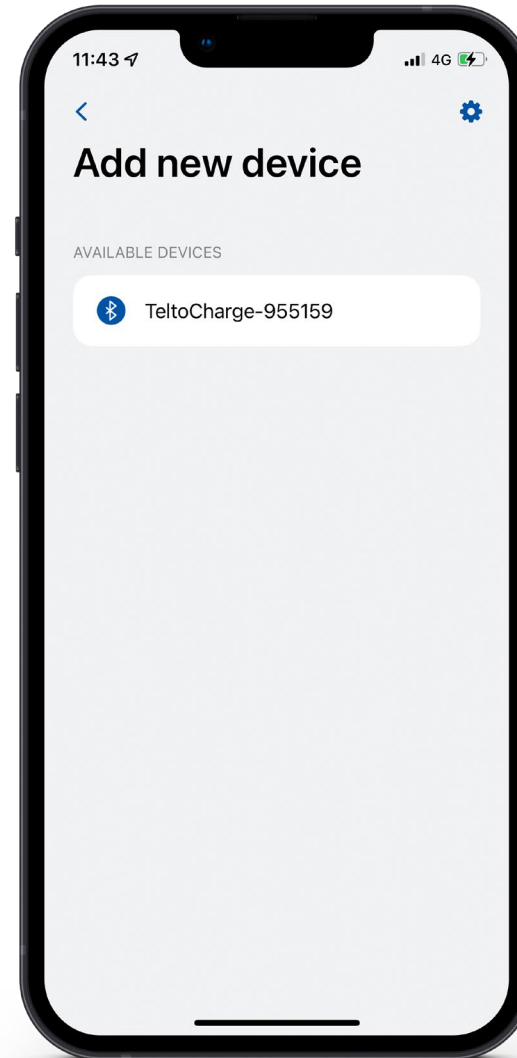 11:43
4G
Add new device
AVAILABLE DEVICES
TeltoCharge-955159